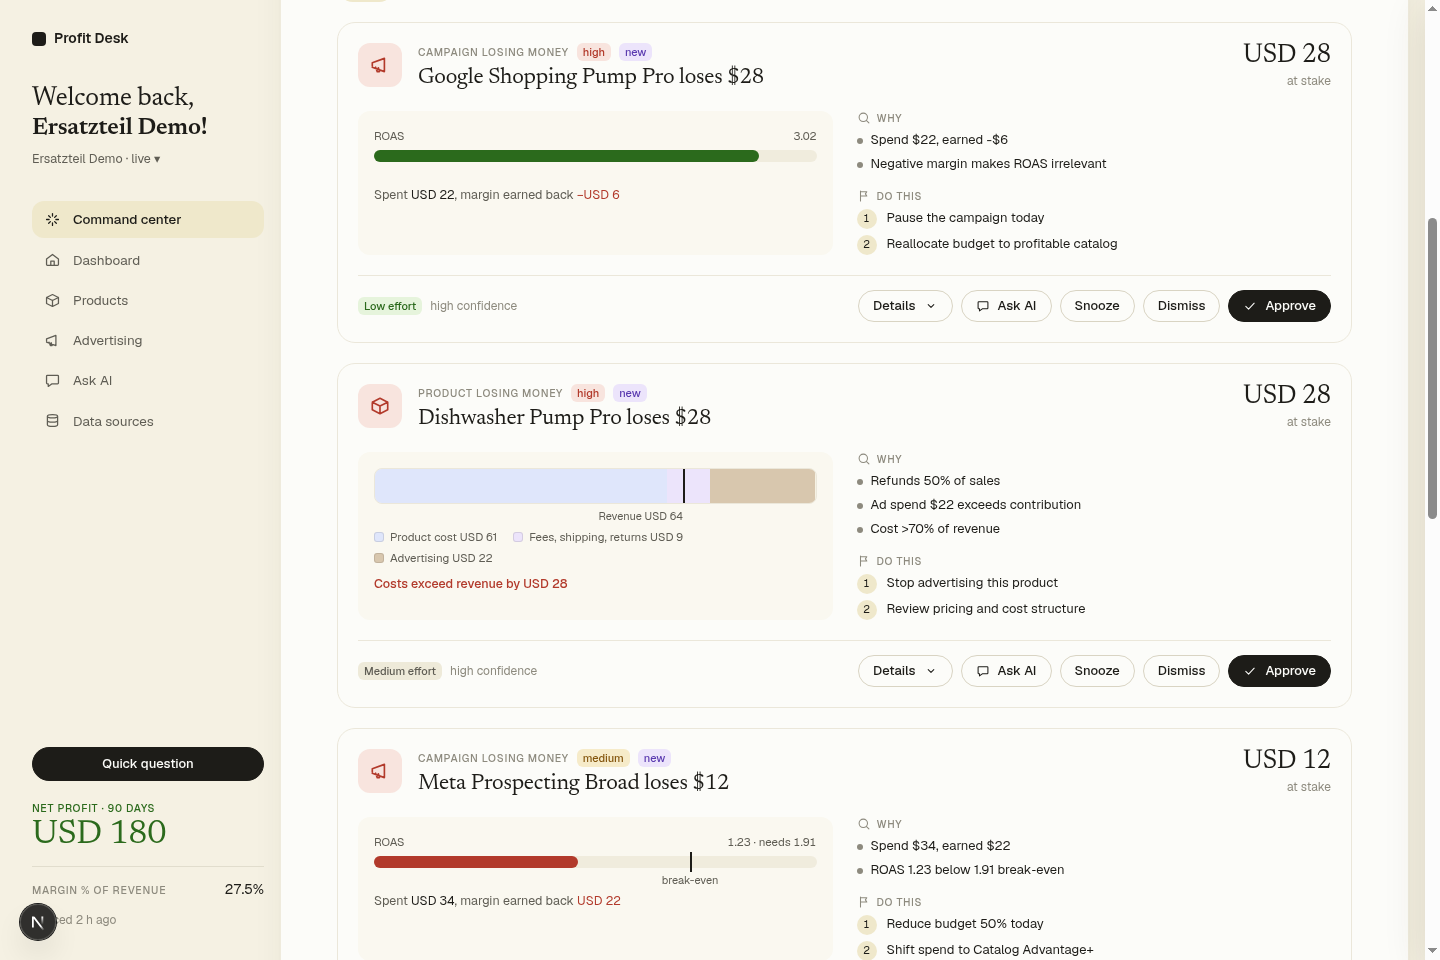 Profit Desk
Welcome back,
Ersatzteil Demo!
Ersatzteil Demo · live ▾
Command center
Dashboard
Products
Advertising
Ask AI
Data sources
Quick question
NET PROFIT · 90 DAYS
USD 180
MARGIN % OF REVENUE 27.5%
N
2 h ago
CAMPAIGN LOSING MONEY high new
Google Shopping Pump Pro loses $28
USD 28
at stake
ROAS 3.02
Spent USD 22, margin earned back −USD 6
WHY
Spend $22, earned -$6
Negative margin makes ROAS irrelevant
DO THIS
1 Pause the campaign today
2 Reallocate budget to profitable catalog
Low effort high confidence
Details Ask AI Snooze Dismiss Approve
PRODUCT LOSING MONEY high new
Dishwasher Pump Pro loses $28
USD 28
at stake
Revenue USD 64
Product cost USD 61 Fees, shipping, returns USD 9
Advertising USD 22
Costs exceed revenue by USD 28
WHY
Refunds 50% of sales
Ad spend $22 exceeds contribution
Cost >70% of revenue
DO THIS
1 Stop advertising this product
2 Review pricing and cost structure
Medium effort high confidence
Details Ask AI Snooze Dismiss Approve
CAMPAIGN LOSING MONEY medium new
Meta Prospecting Broad loses $12
USD 12
at stake
ROAS 1.23 · needs 1.91
break-even
Spent USD 34, margin earned back USD 22
WHY
Spend $34, earned $22
ROAS 1.23 below 1.91 break-even
DO THIS
1 Reduce budget 50% today
2 Shift spend to Catalog Advantage+